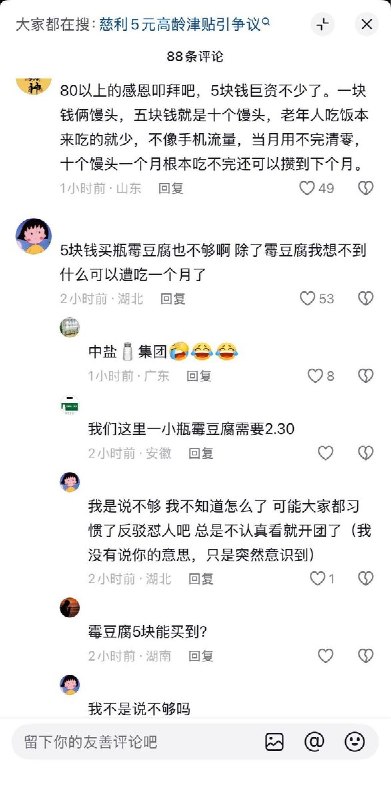 大家都在搜：慈利5元高龄津贴引争议
88条评论
80以上的感恩叩拜吧，5块钱巨资不少了。一块
钱俩馒头，五块钱就是十个馒头，老年人吃饭本
来吃的就少，不像手机流量，当月用不完清零，
十个馒头一个月根本吃不完还可以攒到下个月。
1小时前·山东 回复 49
5块钱买瓶霉豆腐也不够啊 除了霉豆腐我想不到
什么可以遭吃一个月了
2小时前·湖北 回复 53
中盐🧂集团🤣😂😂
1小时前·广东 回复 8
我们这里一小瓶霉豆腐需要2.30
2小时前·安徽 回复
我是说不够 我不知道怎么了 可能大家都习
惯了反驳怼人吧 总是不认真看就开团了（我
没有说你的意思，只是突然意识到）
2小时前·湖北 回复 1
霉豆腐5块能买到?
2小时前·湖南 回复
我不是说不够吗
留下你的友善评论吧